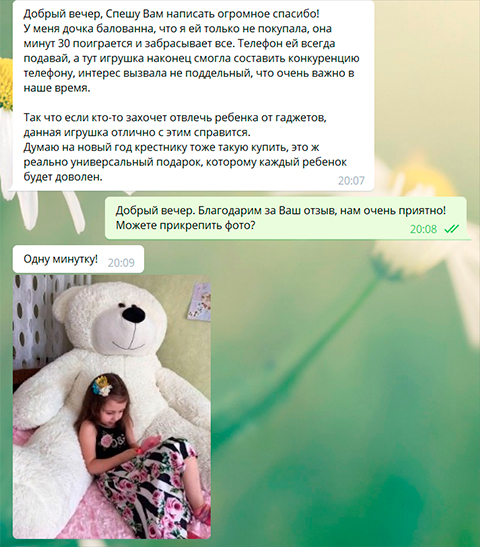 Добрый вечер, Спешу Вам написать огромное спасибо!
У меня дочка балованна, что я ей только не покупала, она
минут 30 поиграется и забрасывает все. Телефон ей всегда
подавай, а тут игрушка наконец смогла составить конкуренцию
телефону, интерес вызвала не поддельный, что очень важно в
наше время.
Так что если кто-то захочет отвлечь ребенка от гаджетов,
данная игрушка отлично с этим справится.
Думаю на новый год крестнику тоже такую купить, это ж
реально универсальный подарок, которому каждый ребенок
будет доволен.
20:07
Добрый вечер. Благодарим за Ваш отзыв, нам очень приятно!
Можете прикрепить фото?
20:08
Одну минутку! 20:09